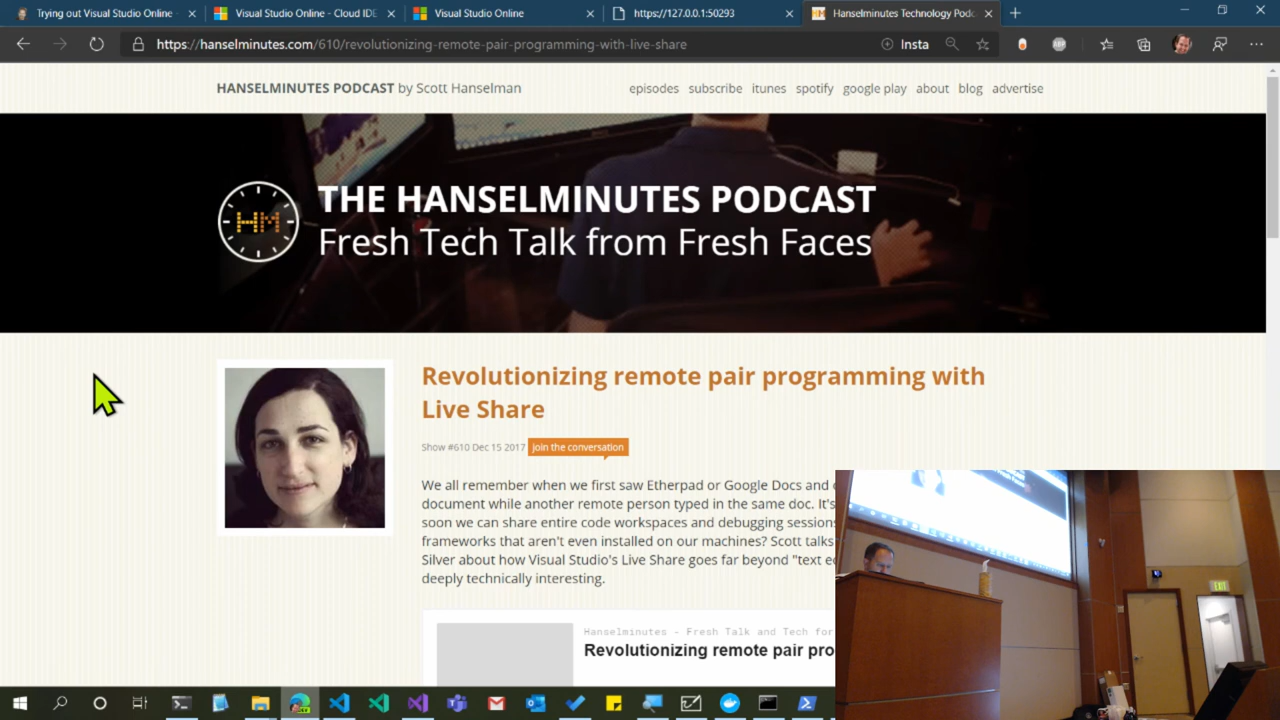 Trying out Visual Studio Online
Visual Studio Online - Cloud IDE
Visual Studio Online
https://127.0.0.1:50293
Hanselminutes Technology Podc
https://hanselminutes.com/610/revolutionizing-remote-pair-programming-with-live-share
Insta
HANSELMINUTES PODCAST by Scott Hanselman
episodes subscribe itunes spotify google play about blog advertise
HM
THE HANSELMINUTES PODCAST
Fresh Tech Talk from Fresh Faces
Revolutionizing remote pair programming with
Live Share
Show #610 Dec 15 2017 Join the conversation
We all remember when we first saw Etherpad or Google Docs and
document while another remote person typed in the same doc. It's
soon we can share entire code workspaces and debugging sessions
frameworks that aren't even installed on our machines? Scott talks
Silver about how Visual Studio's Live Share goes far beyond "text
deeply technically interesting.
Hanselminutes - Fresh Talk and Tech for
Revolutionizing remote pair pro
EXIT